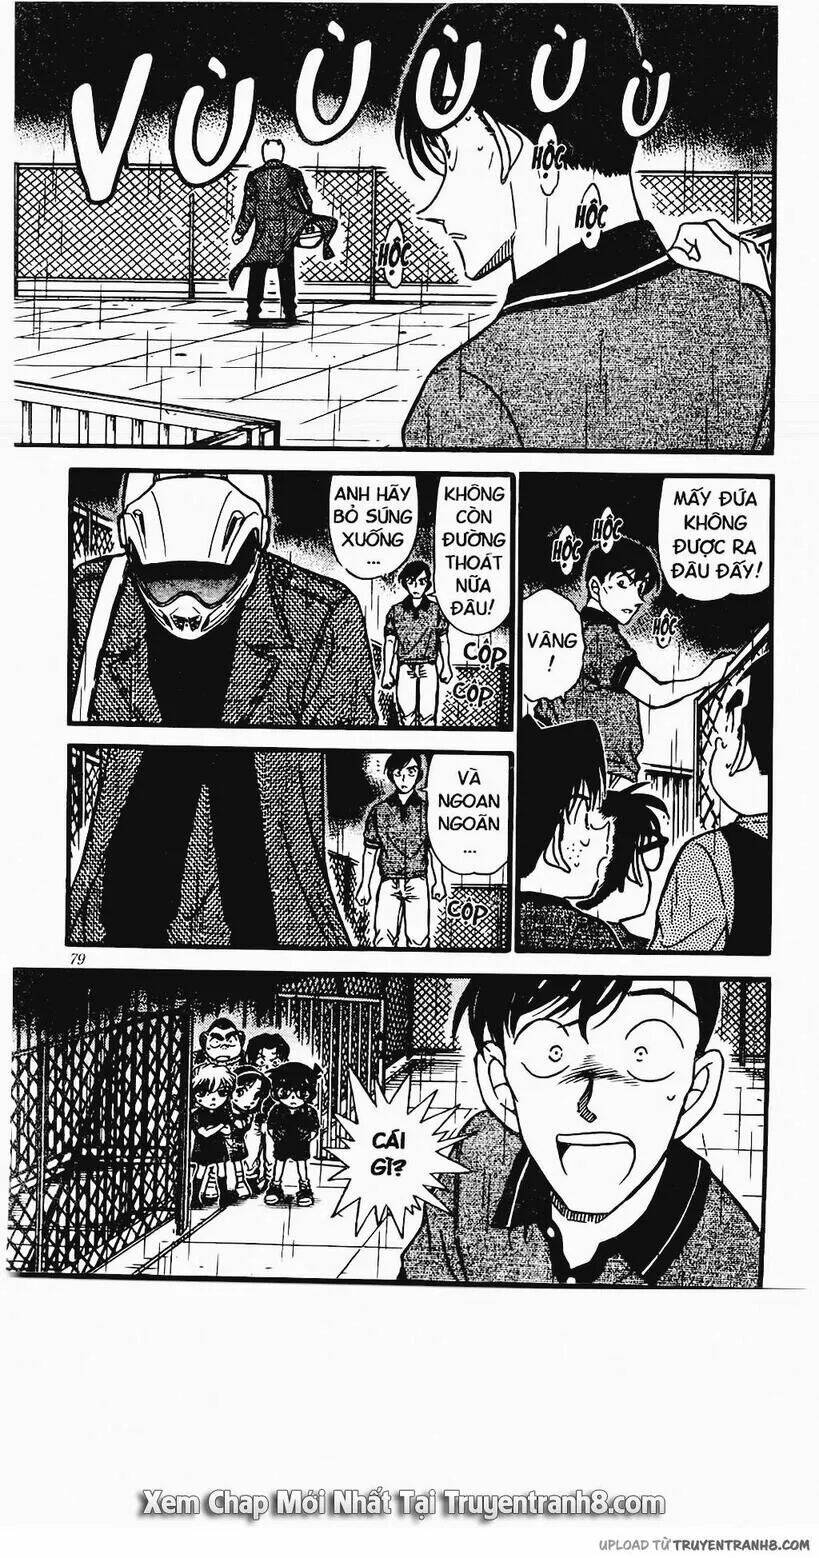 VÙÙÙÙÙ
HỘC
HỘC
HỘC
MẤY ĐỨA
KHÔNG
ĐƯỢC RA
ĐÂU ĐẤY!
HỘC
HỘC
HỘC
VÂNG
!
KHÔNG
CÒN
ĐƯỜNG
THOÁT
NỮA
ĐÂU!
ANH HÃY
BỎ SÚNG
XUỐNG
...
CỘP
CỘP
VÀ
NGOAN
NGOÃN
...
CỘP
79
CÁI
GÌ?
Xem Chap Mới Nhất Tại Truyentranh8.com
UPLOAD TỪ TRUYENTRANH8.COM